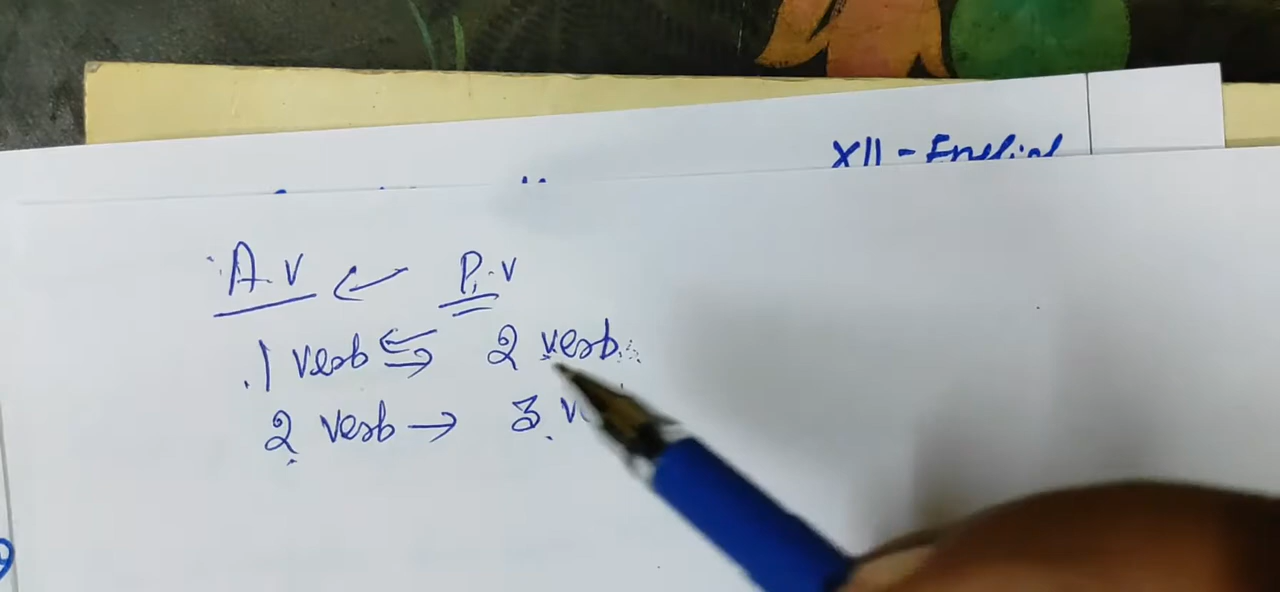 XII - English
A.V ← P.V
1 verb ⇆ 2 verb
2 verb → 3